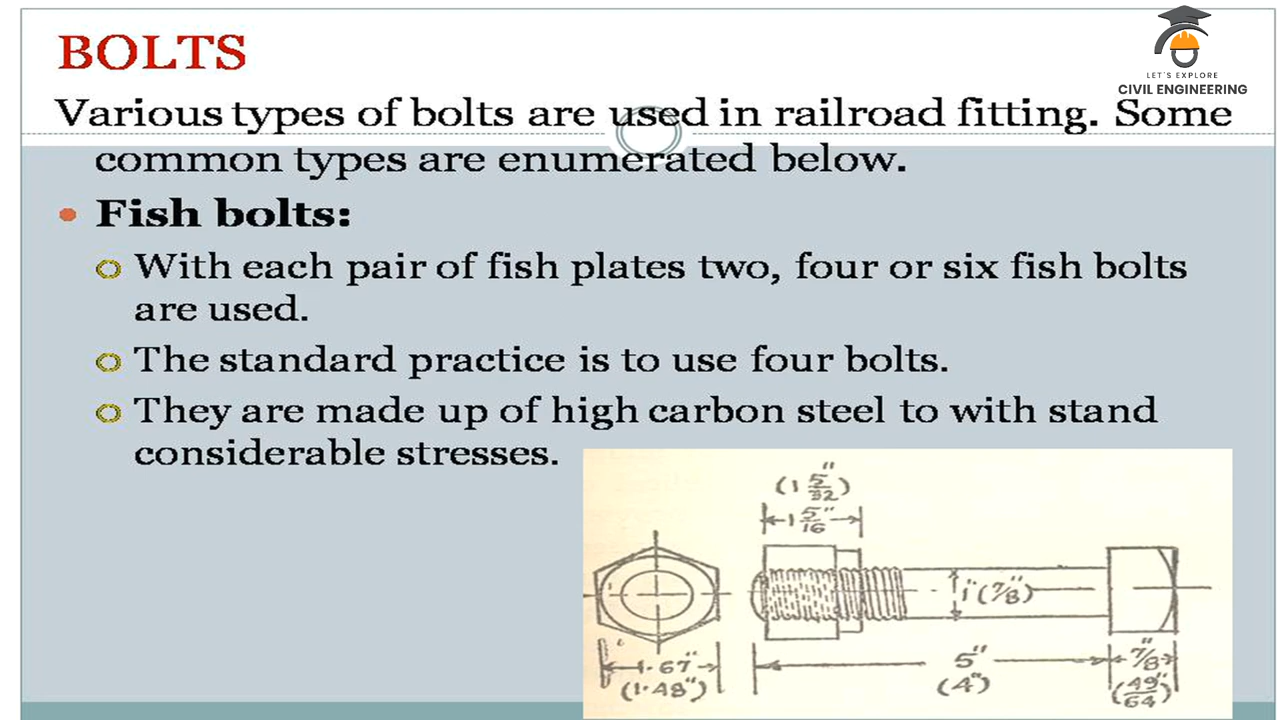 BOLTS
LET'S EXPLORE
CIVIL ENGINEERING
Various types of bolts are used in railroad fitting. Some
common types are enumerated below.
• Fish bolts:
With each pair of fish plates two, four or six fish bolts
are used.
The standard practice is to use four bolts.
They are made up of high carbon steel to with stand
considerable stresses.
(1 5/32")
1 5/16"
1" (7/8")
1.67"
(1.48")
5"
(4")
7/8"
(49/64")